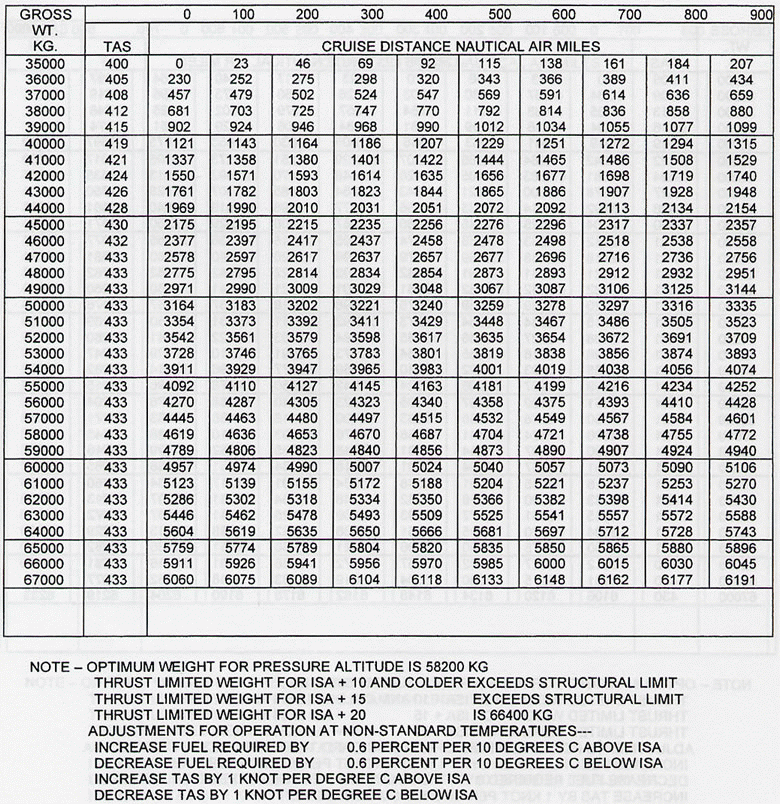 GROSS 0 100 200 300 400 500 600 700 800 900
WT.
KG. TAS CRUISE DISTANCE NAUTICAL AIR MILES
35000 400 0 23 46 69 92 115 138 161 184 207
36000 405 230 252 275 298 320 343 366 389 411 434
37000 408 457 479 502 524 547 569 591 614 636 659
38000 412 681 703 725 747 770 792 814 836 858 880
39000 415 902 924 946 968 990 1012 1034 1055 1077 1099
40000 419 1121 1143 1164 1186 1207 1229 1251 1272 1294 1315
41000 421 1337 1358 1380 1401 1422 1444 1465 1486 1508 1529
42000 424 1550 1571 1593 1614 1635 1656 1677 1698 1719 1740
43000 426 1761 1782 1803 1823 1844 1865 1886 1907 1928 1948
44000 428 1969 1990 2010 2031 2051 2072 2092 2113 2134 2154
45000 430 2175 2195 2215 2235 2256 2276 2296 2317 2337 2357
46000 432 2377 2397 2417 2437 2458 2478 2498 2518 2538 2558
47000 433 2578 2597 2617 2637 2657 2677 2696 2716 2736 2756
48000 433 2775 2795 2814 2834 2854 2873 2893 2912 2932 2951
49000 433 2971 2990 3009 3029 3048 3067 3087 3106 3125 3144
50000 433 3164 3183 3202 3221 3240 3259 3278 3297 3316 3335
51000 433 3354 3373 3392 3411 3429 3448 3467 3486 3505 3523
52000 433 3542 3561 3579 3598 3617 3635 3654 3672 3691 3709
53000 433 3728 3746 3765 3783 3801 3819 3838 3856 3874 3893
54000 433 3911 3929 3947 3965 3983 4001 4019 4038 4056 4074
55000 433 4092 4110 4127 4145 4163 4181 4199 4216 4234 4252
56000 433 4270 4287 4305 4323 4340 4358 4375 4393 4410 4428
57000 433 4445 4463 4480 4497 4515 4532 4549 4567 4584 4601
58000 433 4619 4636 4653 4670 4687 4704 4721 4738 4755 4772
59000 433 4789 4806 4823 4840 4856 4873 4890 4907 4924 4940
60000 433 4957 4974 4990 5007 5024 5040 5057 5073 5090 5106
61000 433 5123 5139 5155 5172 5188 5204 5221 5237 5253 5270
62000 433 5286 5302 5318 5334 5350 5366 5382 5398 5414 5430
63000 433 5446 5462 5478 5493 5509 5525 5541 5557 5572 5588
64000 433 5604 5619 5635 5650 5666 5681 5697 5712 5728 5743
65000 433 5759 5774 5789 5804 5820 5835 5850 5865 5880 5896
66000 433 5911 5926 5941 5956 5970 5985 6000 6015 6030 6045
67000 433 6060 6075 6089 6104 6118 6133 6148 6162 6177 6191
NOTE – OPTIMUM WEIGHT FOR PRESSURE ALTITUDE IS 58200 KG
THRUST LIMITED WEIGHT FOR ISA + 10 AND COLDER EXCEEDS STRUCTURAL LIMIT
THRUST LIMITED WEIGHT FOR ISA + 15 EXCEEDS STRUCTURAL LIMIT
THRUST LIMITED WEIGHT FOR ISA + 20 IS 66400 KG
ADJUSTMENTS FOR OPERATION AT NON-STANDARD TEMPERATURES---
INCREASE FUEL REQUIRED BY 0.6 PERCENT PER 10 DEGREES C ABOVE ISA
DECREASE FUEL REQUIRED BY 0.6 PERCENT PER 10 DEGREES C BELOW ISA
INCREASE TAS BY 1 KNOT PER DEGREE C ABOVE ISA
DECREASE TAS BY 1 KNOT PER DEGREE C BELOW ISA